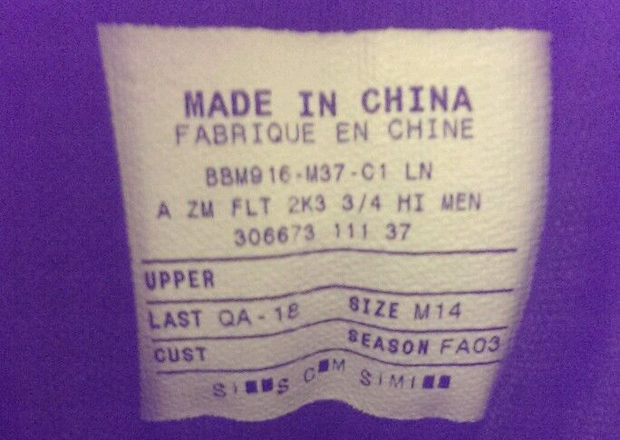 MADE IN CHINA
FABRIQUE EN CHINE
BBM916-M37-C1 LN
A ZM FLT 2K3 3/4 HI MEN
306673 111 37
UPPER
LAST QA-18 SIZE M14
CUST SEASON FA03